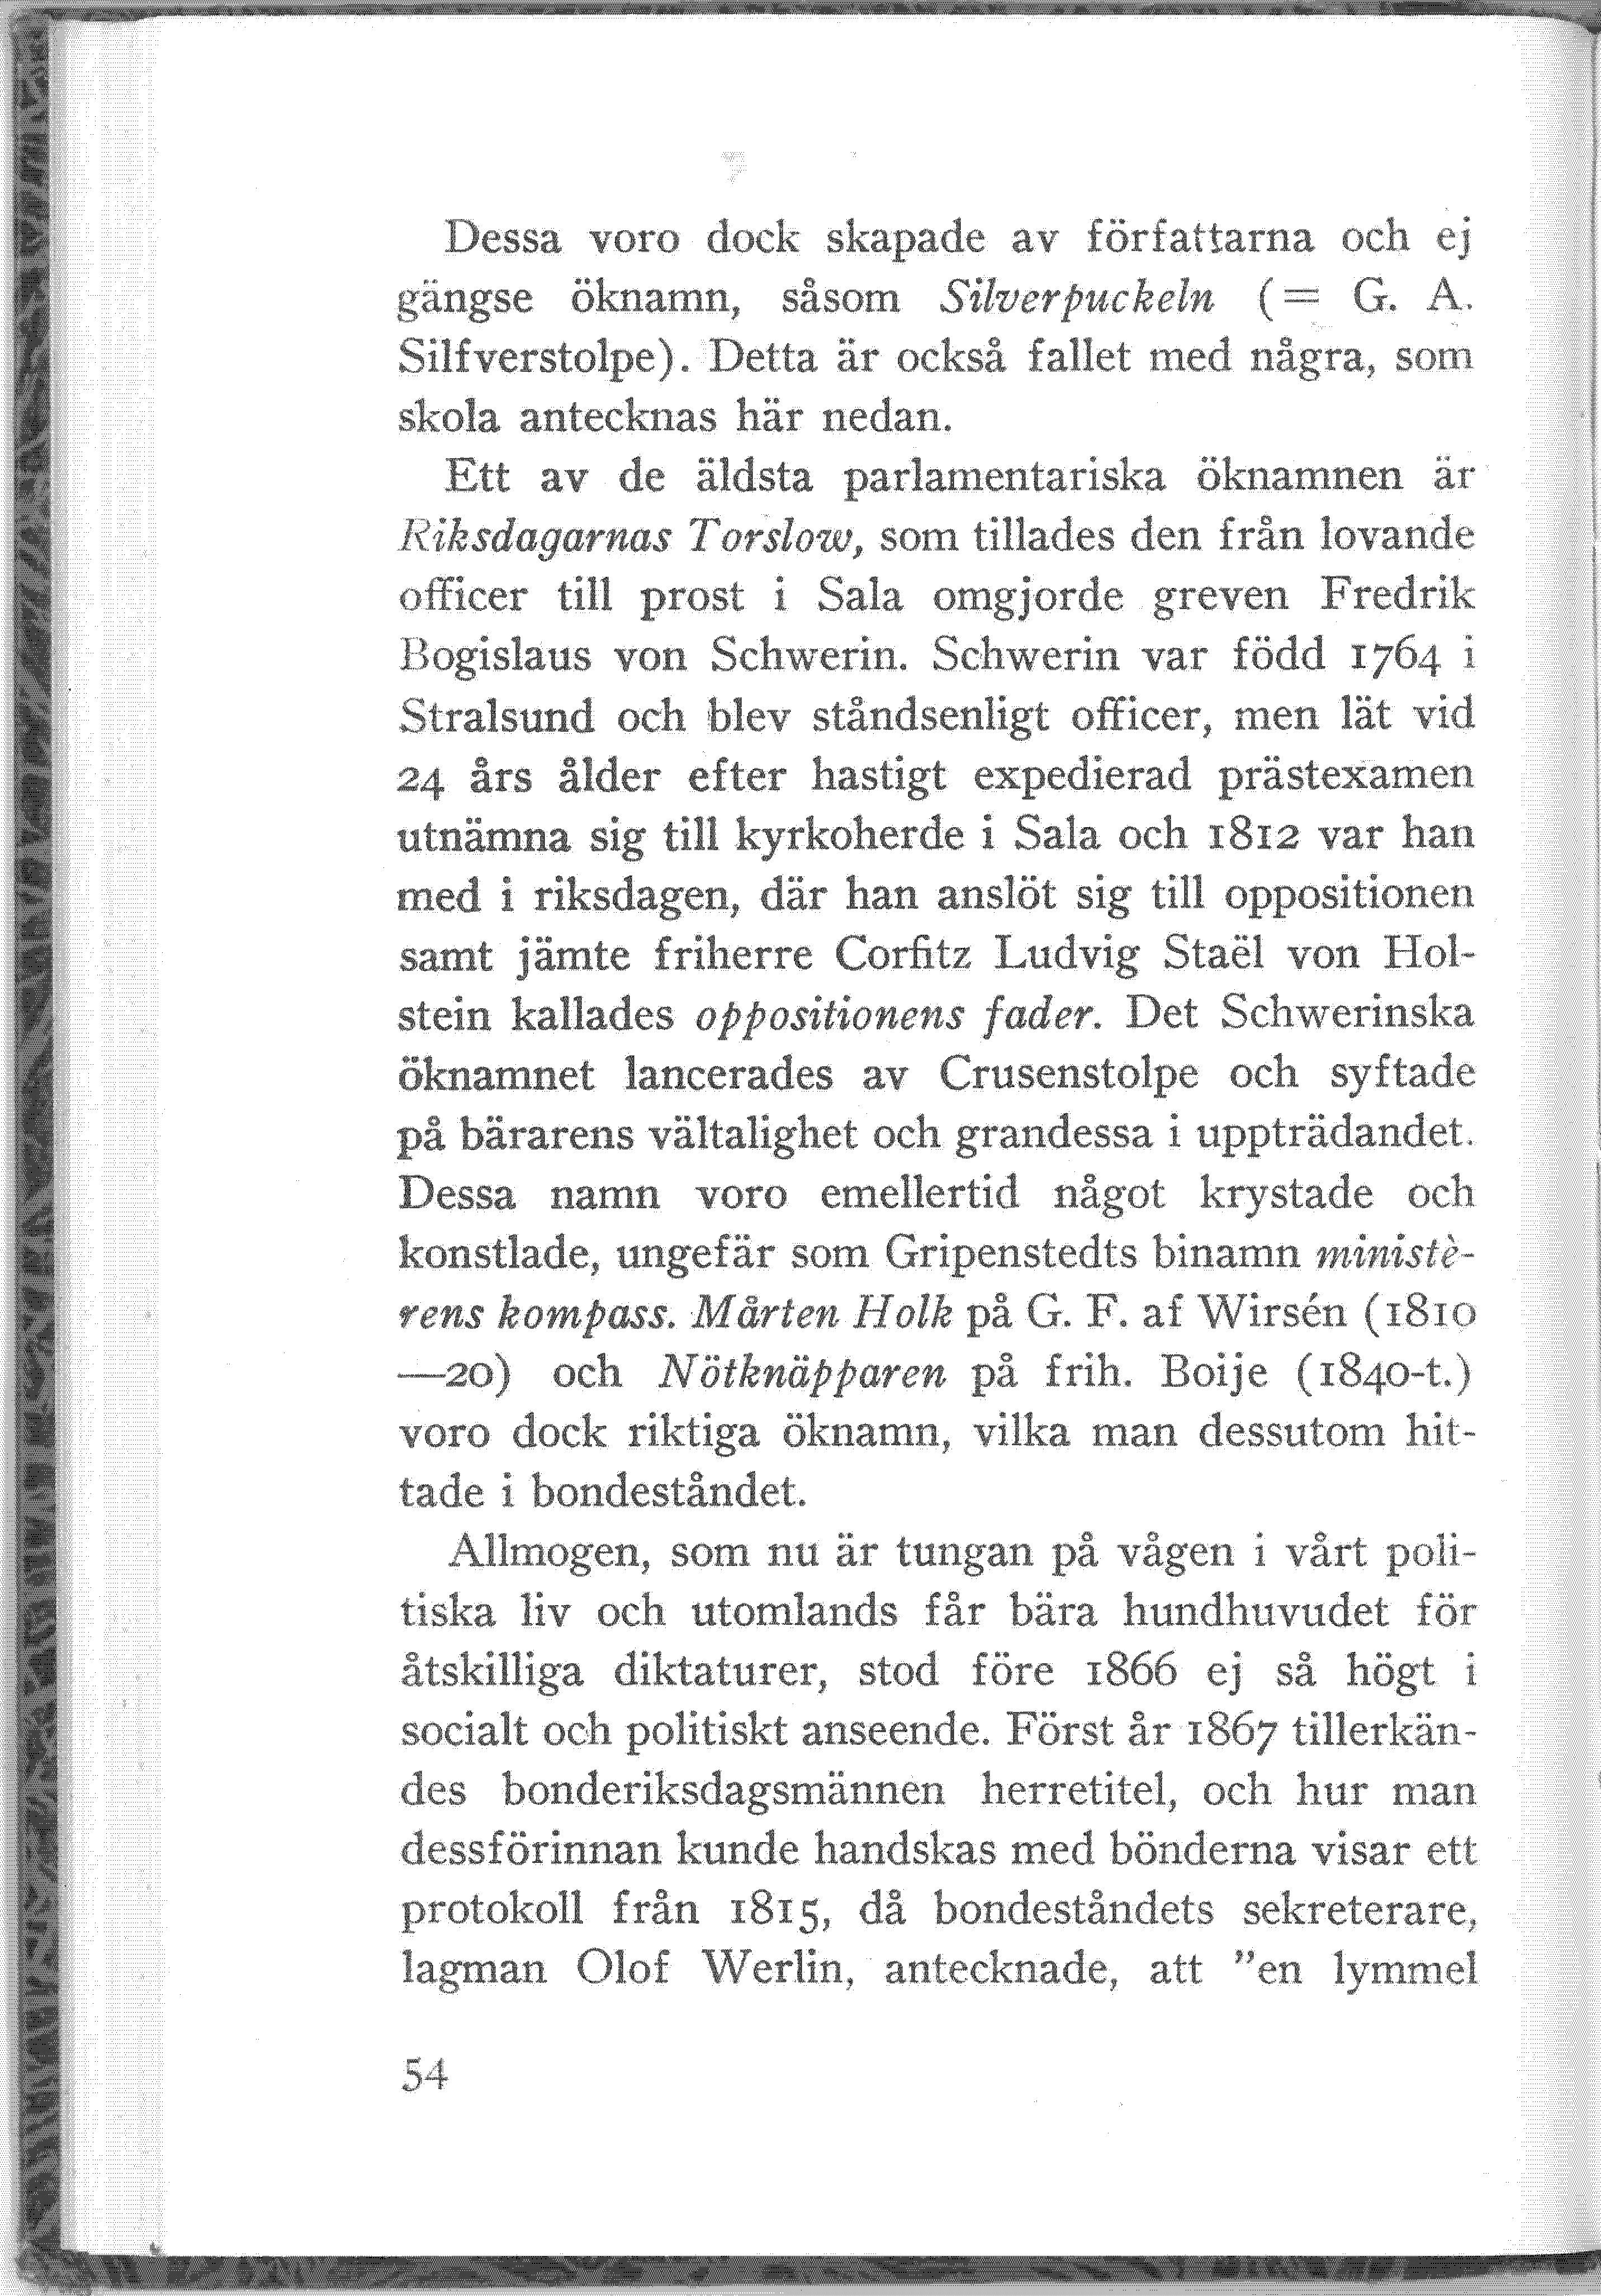 Dessa voro dock skapade av författarna och ej
gängse öknamn, såsom Silverpuckeln (= G. A.
Silfverstolpe). Detta är också fallet med några, som
skola antecknas här nedan.
Ett av de äldsta parlamentariska öknamnen är
Riksdagarnas Torslow, som tillades den från lovande
officer till prost i Sala omgjorde greven Fredrik
Bogislaus von Schwerin. Schwerin var född 1764 i
Stralsund och blev ståndsenligt officer, men lät vid
24 års ålder efter hastigt expedierad prästexamen
utnämna sig till kyrkoherde i Sala och 1812 var han
med i riksdagen, där han anslöt sig till oppositionen
samt jämte friherre Corfitz Ludvig Staël von Hol-
stein kallades oppositionens fader. Det Schwerinska
öknamnet lancerades av Crusenstolpe och syftade
på bärarens vältalighet och grandessa i uppträdandet.
Dessa namn voro emellertid något krystade och
konstlade, ungefär som Gripenstedts binamn ministè-
rens kompass. Mårten Holk på G. F. af Wirsén (1810
—20) och Nötknäpparen på frih. Boije (1840-t.)
voro dock riktiga öknamn, vilka man dessutom hit-
tade i bondeståndet.
Allmogen, som nu är tungan på vågen i vårt poli-
tiska liv och utomlands får bära hundhuvudet för
åtskilliga diktaturer, stod före 1866 ej så högt i
socialt och politiskt anseende. Först år 1867 tillerkän-
des bonderiksdagsmännen herretitel, och hur man
dessförinnan kunde handskas med bönderna visar ett
protokoll från 1815, då bondeståndets sekreterare,
lagman Olof Werlin, antecknade, att ”en lymmel
54